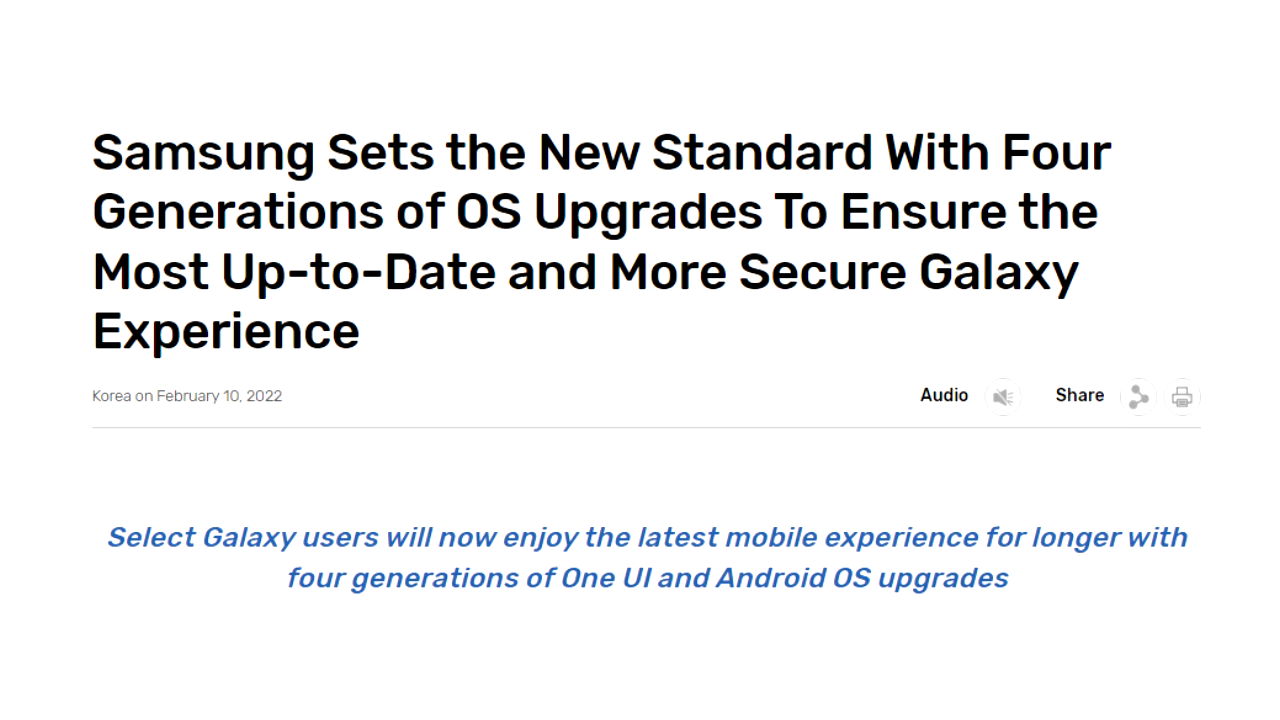 Samsung Sets the New Standard With Four
Generations of OS Upgrades To Ensure the
Most Up-to-Date and More Secure Galaxy
Experience
Korea on February 10, 2022
Audio
Share
Select Galaxy users will now enjoy the latest mobile experience for longer with
four generations of One UI and Android OS upgrades